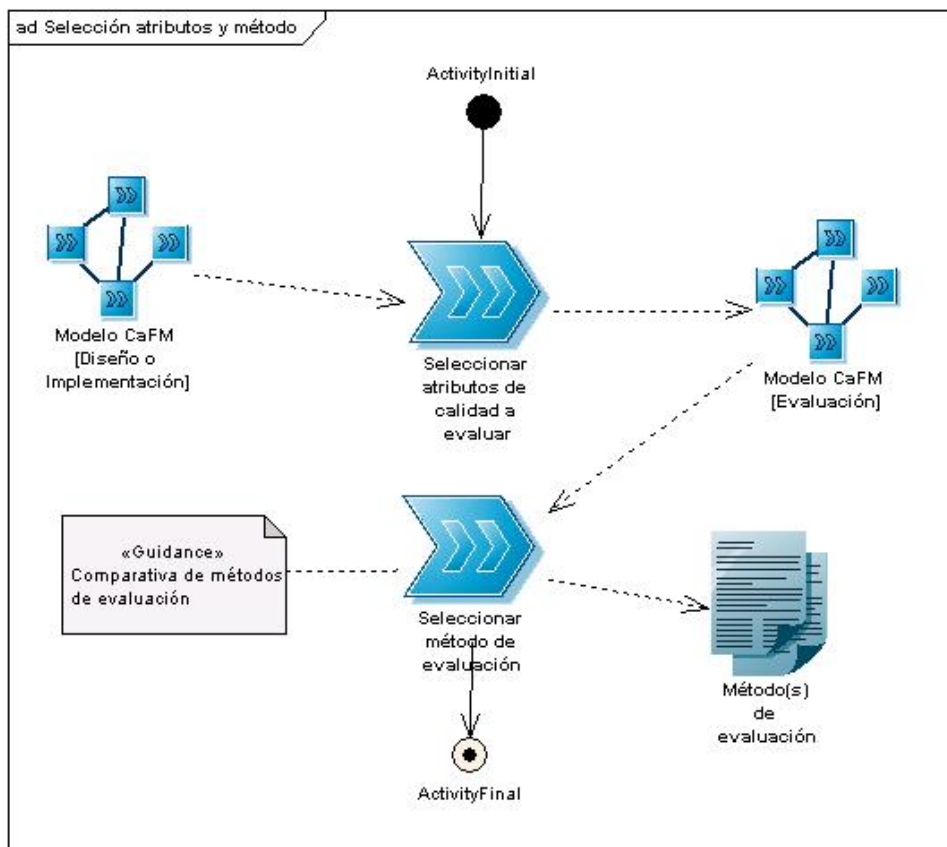 ad Selección atributos y método
ActivityInitial
Modelo CaFM
[Diseño o
Implementación]
Seleccionar
atributos de
calidad a
evaluar
Modelo CaFM
[Evaluación]
«Guidance»
Comparativa de métodos
de evaluación
Seleccionar
método de
evaluación
Método(s)
de
evaluación
ActivityFinal